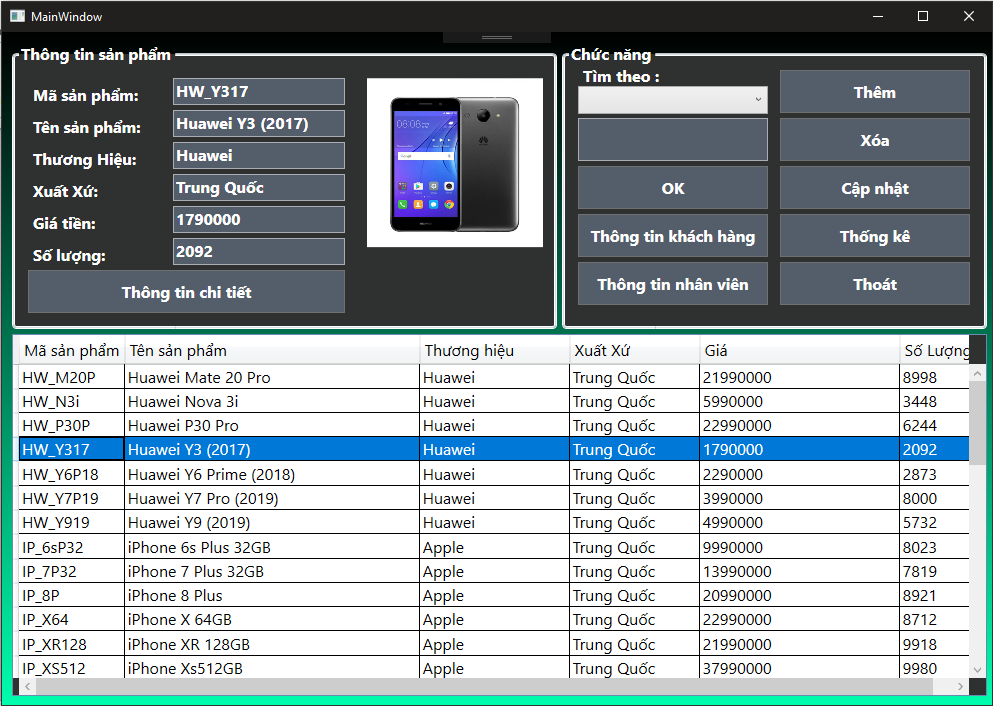 MainWindow
Thông tin sản phẩm
Mã sản phẩm: HW_Y317
Tên sản phẩm: Huawei Y3 (2017)
Thương Hiệu: Huawei
Xuất Xứ: Trung Quốc
Giá tiền: 1790000
Số lượng: 2092
Thông tin chi tiết
Chức năng
Tìm theo :
Thêm
Xóa
OK
Cập nhật
Thông tin khách hàng
Thống kê
Thông tin nhân viên
Thoát
Mã sản phẩm Tên sản phẩm Thương hiệu Xuất Xứ Giá Số Lượng
HW_M20P Huawei Mate 20 Pro Huawei Trung Quốc 21990000 8998
HW_N3i Huawei Nova 3i Huawei Trung Quốc 5990000 3448
HW_P30P Huawei P30 Pro Huawei Trung Quốc 22990000 6244
HW_Y317 Huawei Y3 (2017) Huawei Trung Quốc 1790000 2092
HW_Y6P18 Huawei Y6 Prime (2018) Huawei Trung Quốc 2290000 2873
HW_Y7P19 Huawei Y7 Pro (2019) Huawei Trung Quốc 3990000 8000
HW_Y919 Huawei Y9 (2019) Huawei Trung Quốc 4990000 5732
IP_6sP32 iPhone 6s Plus 32GB Apple Trung Quốc 9990000 8023
IP_7P32 iPhone 7 Plus 32GB Apple Trung Quốc 13990000 7819
IP_8P iPhone 8 Plus Apple Trung Quốc 20990000 8921
IP_X64 iPhone X 64GB Apple Trung Quốc 22990000 8712
IP_XR128 iPhone XR 128GB Apple Trung Quốc 21990000 9918
IP_XS512 iPhone Xs512GB Apple Trung Quốc 37990000 9980